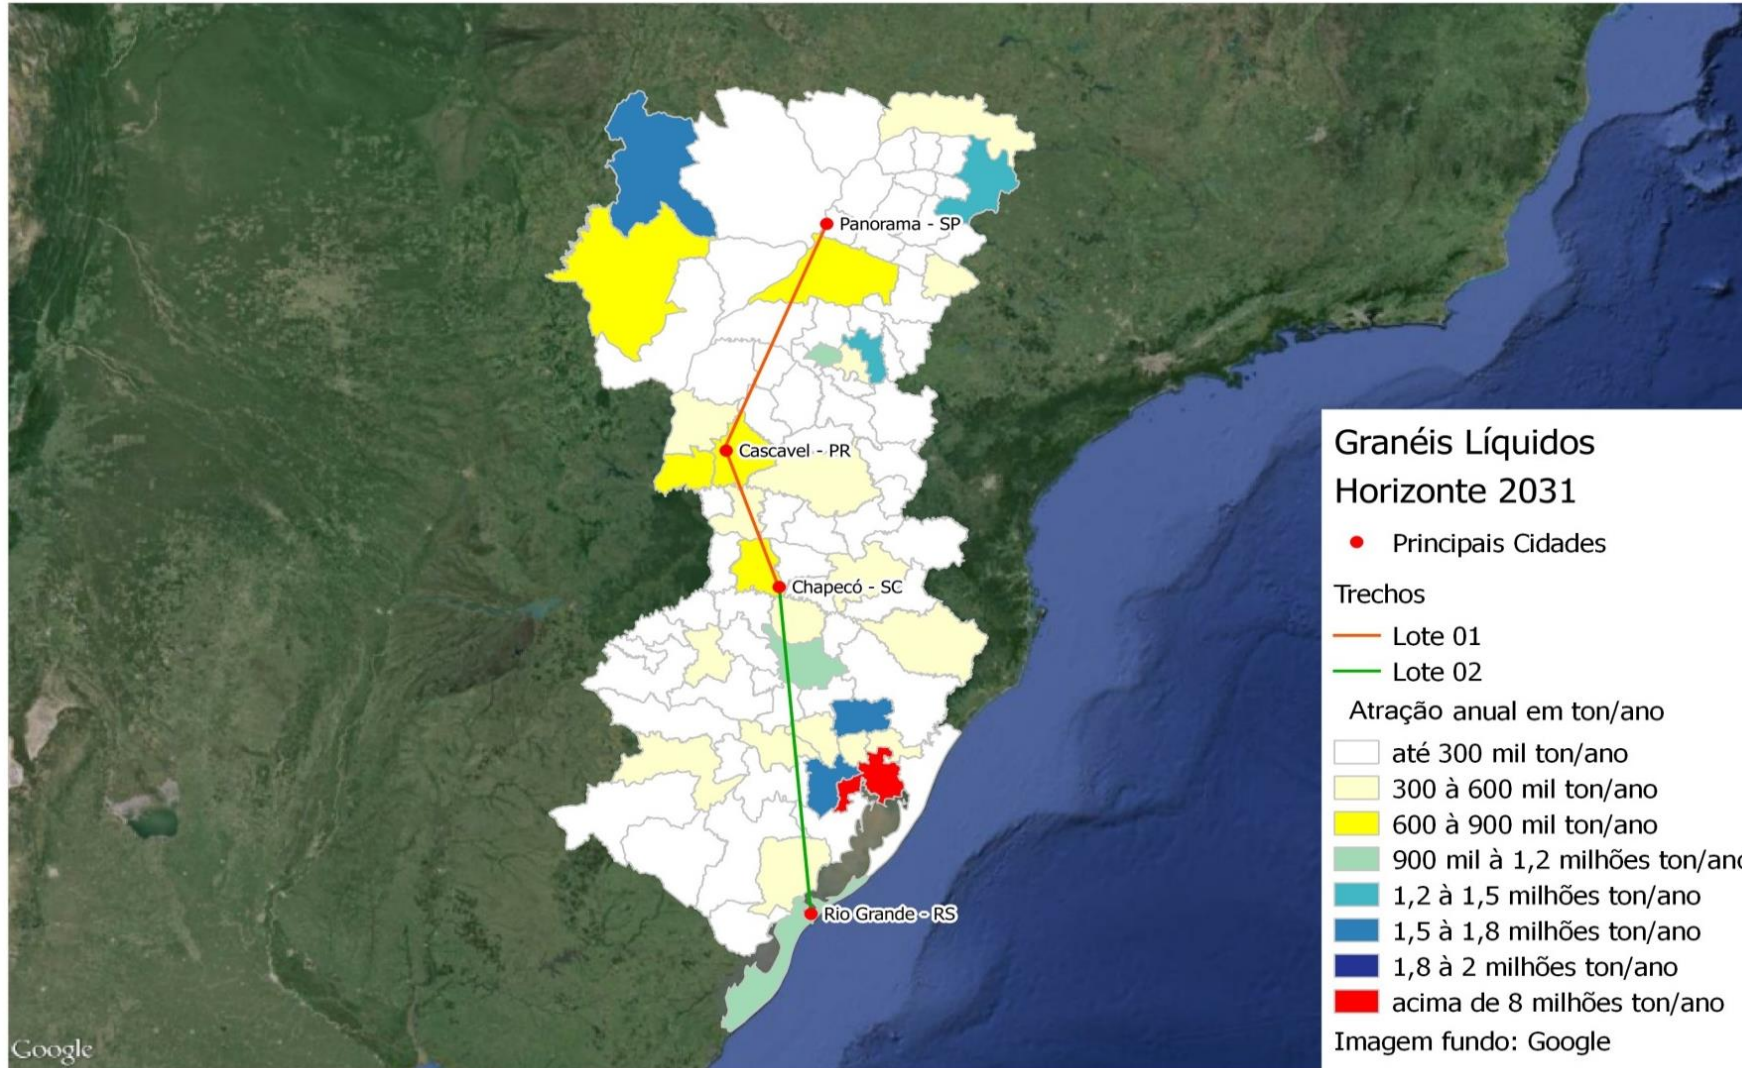 Panorama - SP
Cascavel - PR
Chapecó - SC
Rio Grande - RS
Granéis Líquidos
Horizonte 2031
Principais Cidades
Trechos
Lote 01
Lote 02
Atração anual em ton/ano
até 300 mil ton/ano
300 à 600 mil ton/ano
600 à 900 mil ton/ano
900 mil à 1,2 milhões ton/ano
1,2 à 1,5 milhões ton/ano
1,5 à 1,8 milhões ton/ano
1,8 à 2 milhões ton/ano
acima de 8 milhões ton/ano
Imagem fundo: Google
Google